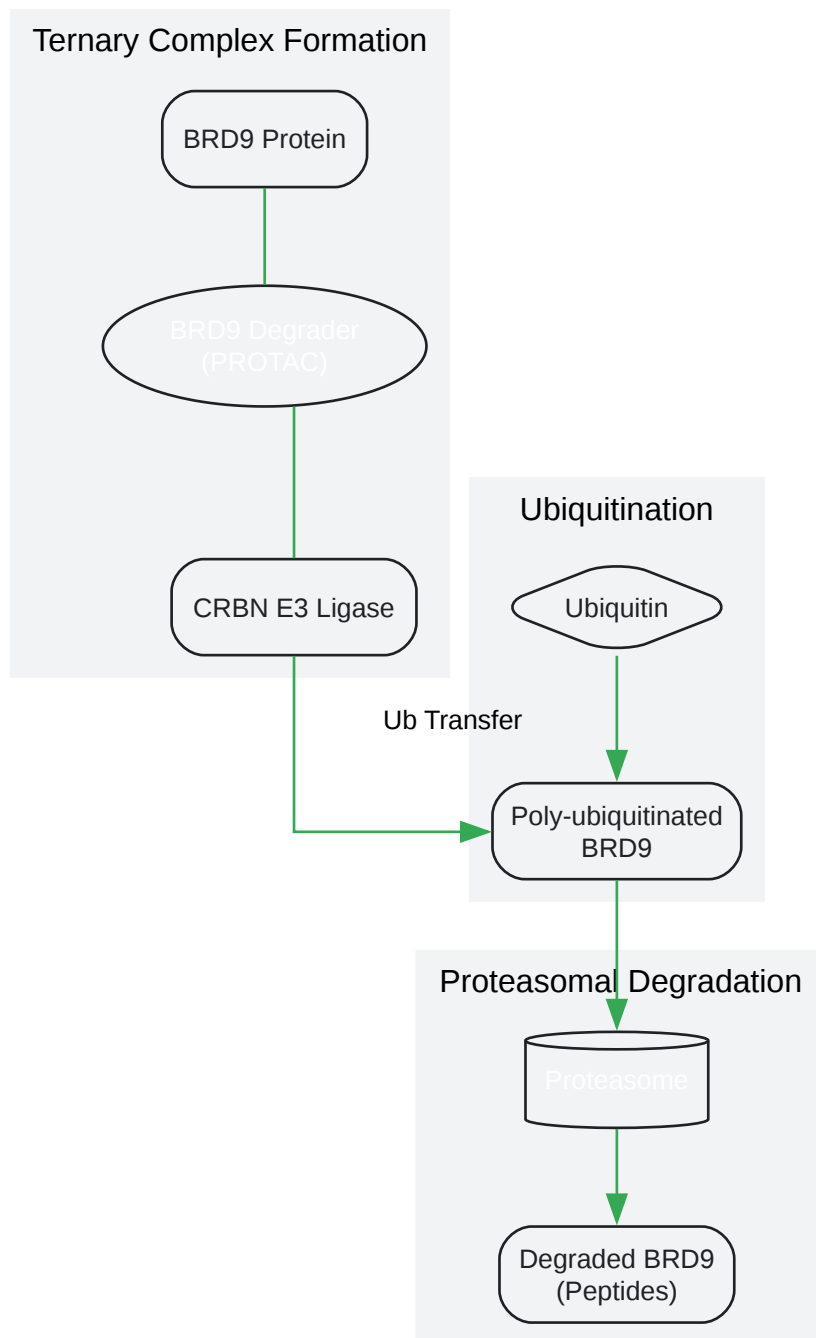 Ternary Complex Formation
BRD9 Protein
BRD9 Degrader
(PROTAC)
CRBN E3 Ligase
Ubiquitination
Ubiquitin
Ub Transfer
Poly-ubiquitinated
BRD9
Proteasomal Degradation
Proteasome
Degraded BRD9
(Peptides)